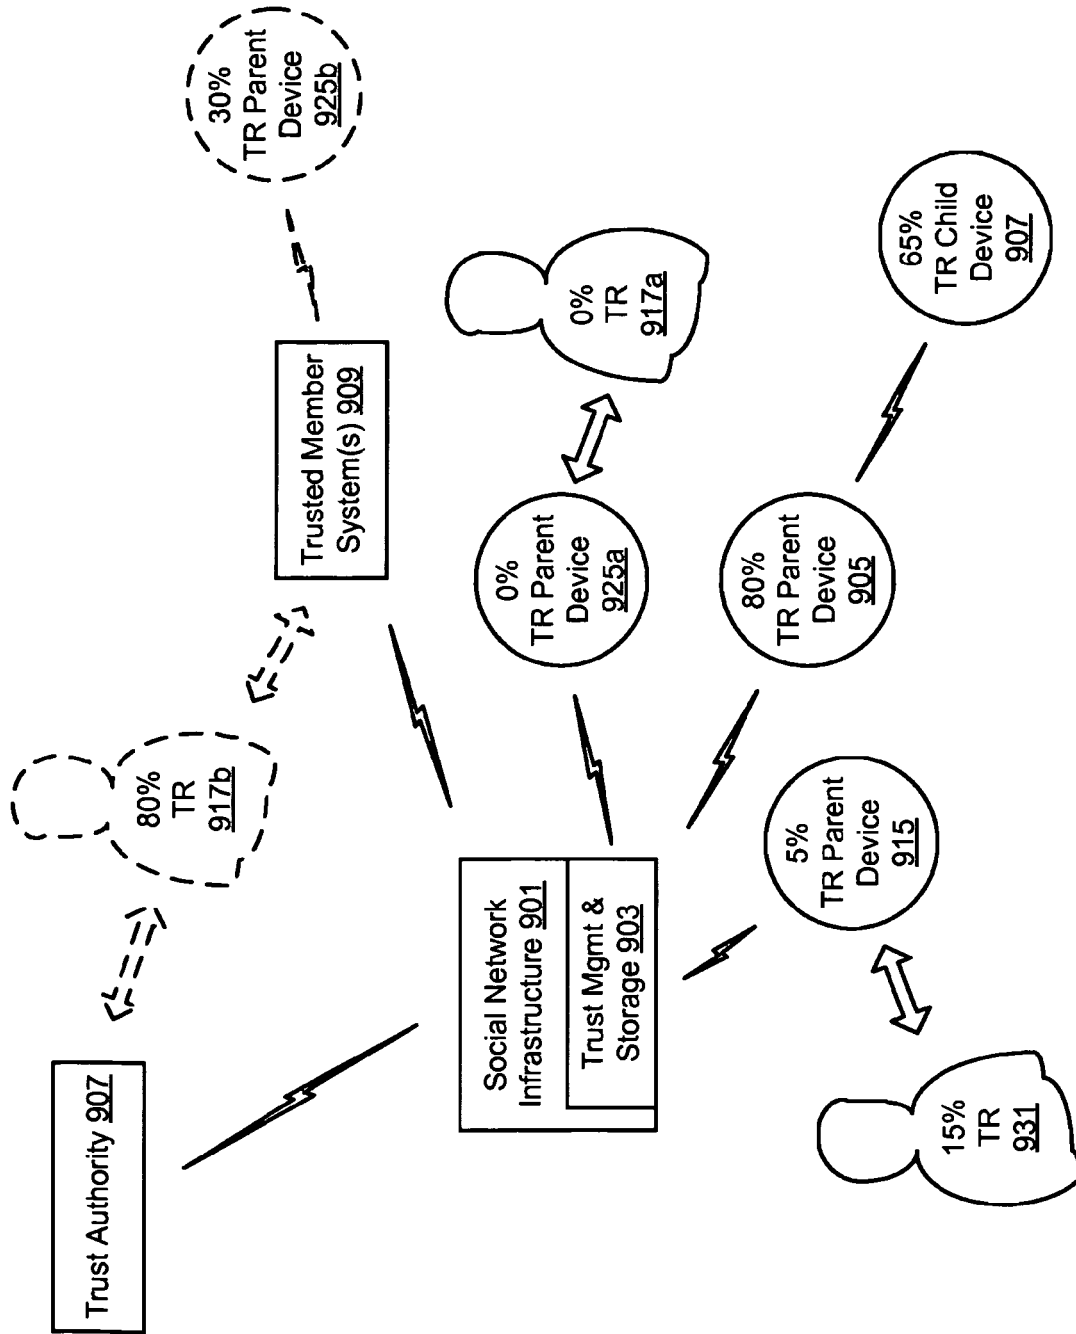 Trust Authority 907
80%
TR
917b
Trusted Member
System(s) 909
30%
TR Parent
Device
925b
Social Network
Infrastructure 901
Trust Mgmt &
Storage 903
0%
TR Parent
Device
925a
0%
TR
917a
80%
TR Parent
Device
905
65%
TR Child
Device
907
5%
TR Parent
Device
915
15%
TR
931